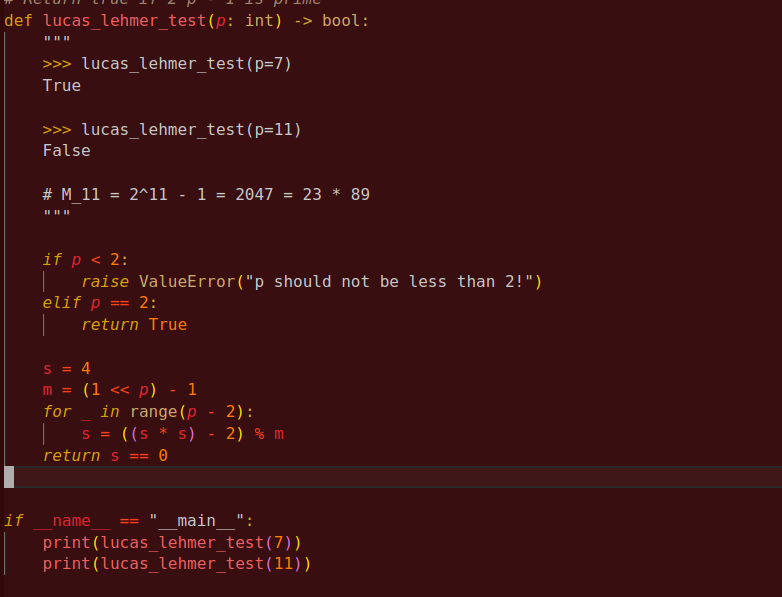 # Return true if 2^p - 1 is prime
def lucas_lehmer_test(p: int) -> bool:
    """
    >>> lucas_lehmer_test(p=7)
    True

    >>> lucas_lehmer_test(p=11)
    False

    # M_11 = 2^11 - 1 = 2047 = 23 * 89
    """

    if p < 2:
        raise ValueError("p should not be less than 2!")
    elif p == 2:
        return True

    s = 4
    m = (1 << p) - 1
    for _ in range(p - 2):
        s = ((s * s) - 2) % m
    return s == 0


if __name__ == "__main__":
    print(lucas_lehmer_test(7))
    print(lucas_lehmer_test(11))